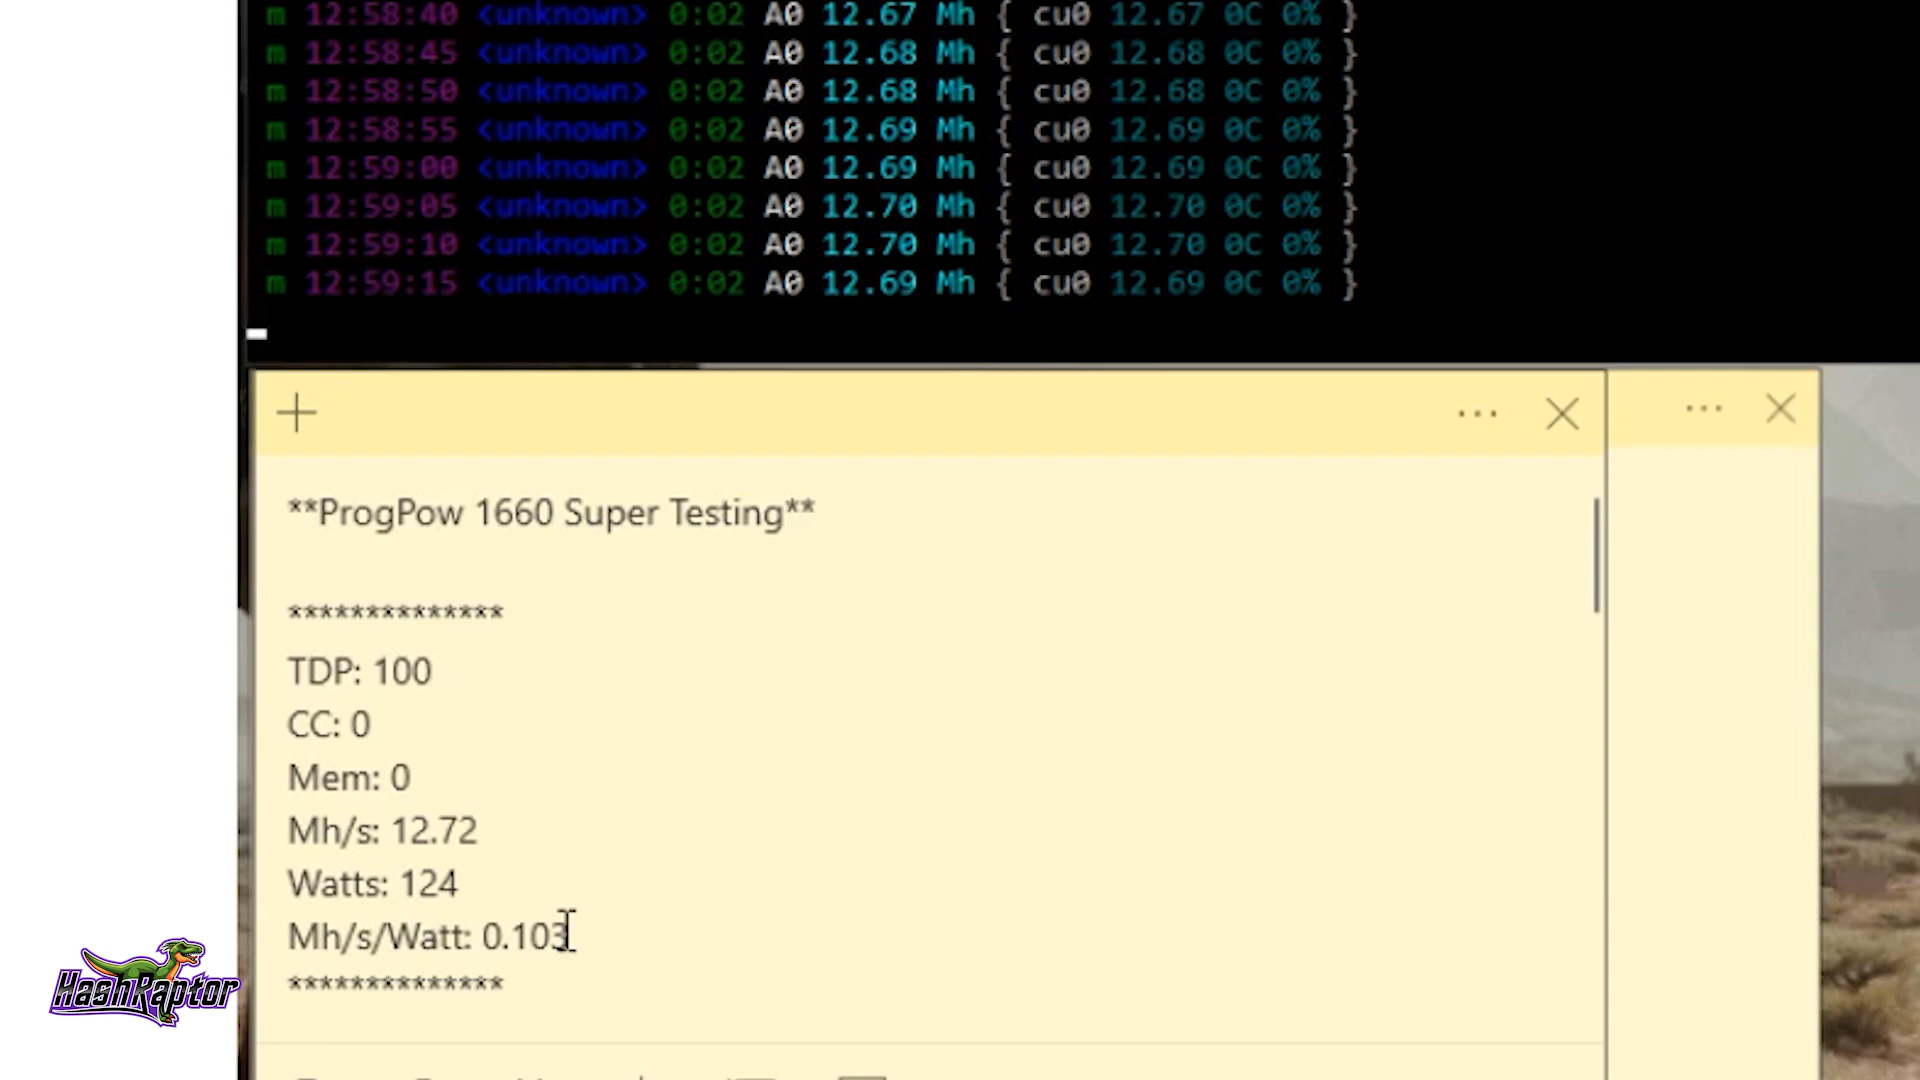 m 12:58:40 <unknown> 0:02 A0 12.67 Mh { cu0 12.67 0C 0% }
m 12:58:45 <unknown> 0:02 A0 12.68 Mh { cu0 12.68 0C 0% }
m 12:58:50 <unknown> 0:02 A0 12.68 Mh { cu0 12.68 0C 0% }
m 12:58:55 <unknown> 0:02 A0 12.69 Mh { cu0 12.69 0C 0% }
m 12:59:00 <unknown> 0:02 A0 12.69 Mh { cu0 12.69 0C 0% }
m 12:59:05 <unknown> 0:02 A0 12.70 Mh { cu0 12.70 0C 0% }
m 12:59:10 <unknown> 0:02 A0 12.70 Mh { cu0 12.70 0C 0% }
m 12:59:15 <unknown> 0:02 A0 12.69 Mh { cu0 12.69 0C 0% }
**ProgPow 1660 Super Testing**
**************
TDP: 100
CC: 0
Mem: 0
Mh/s: 12.72
Watts: 124
Mh/s/Watt: 0.103
**************
HashRaptor